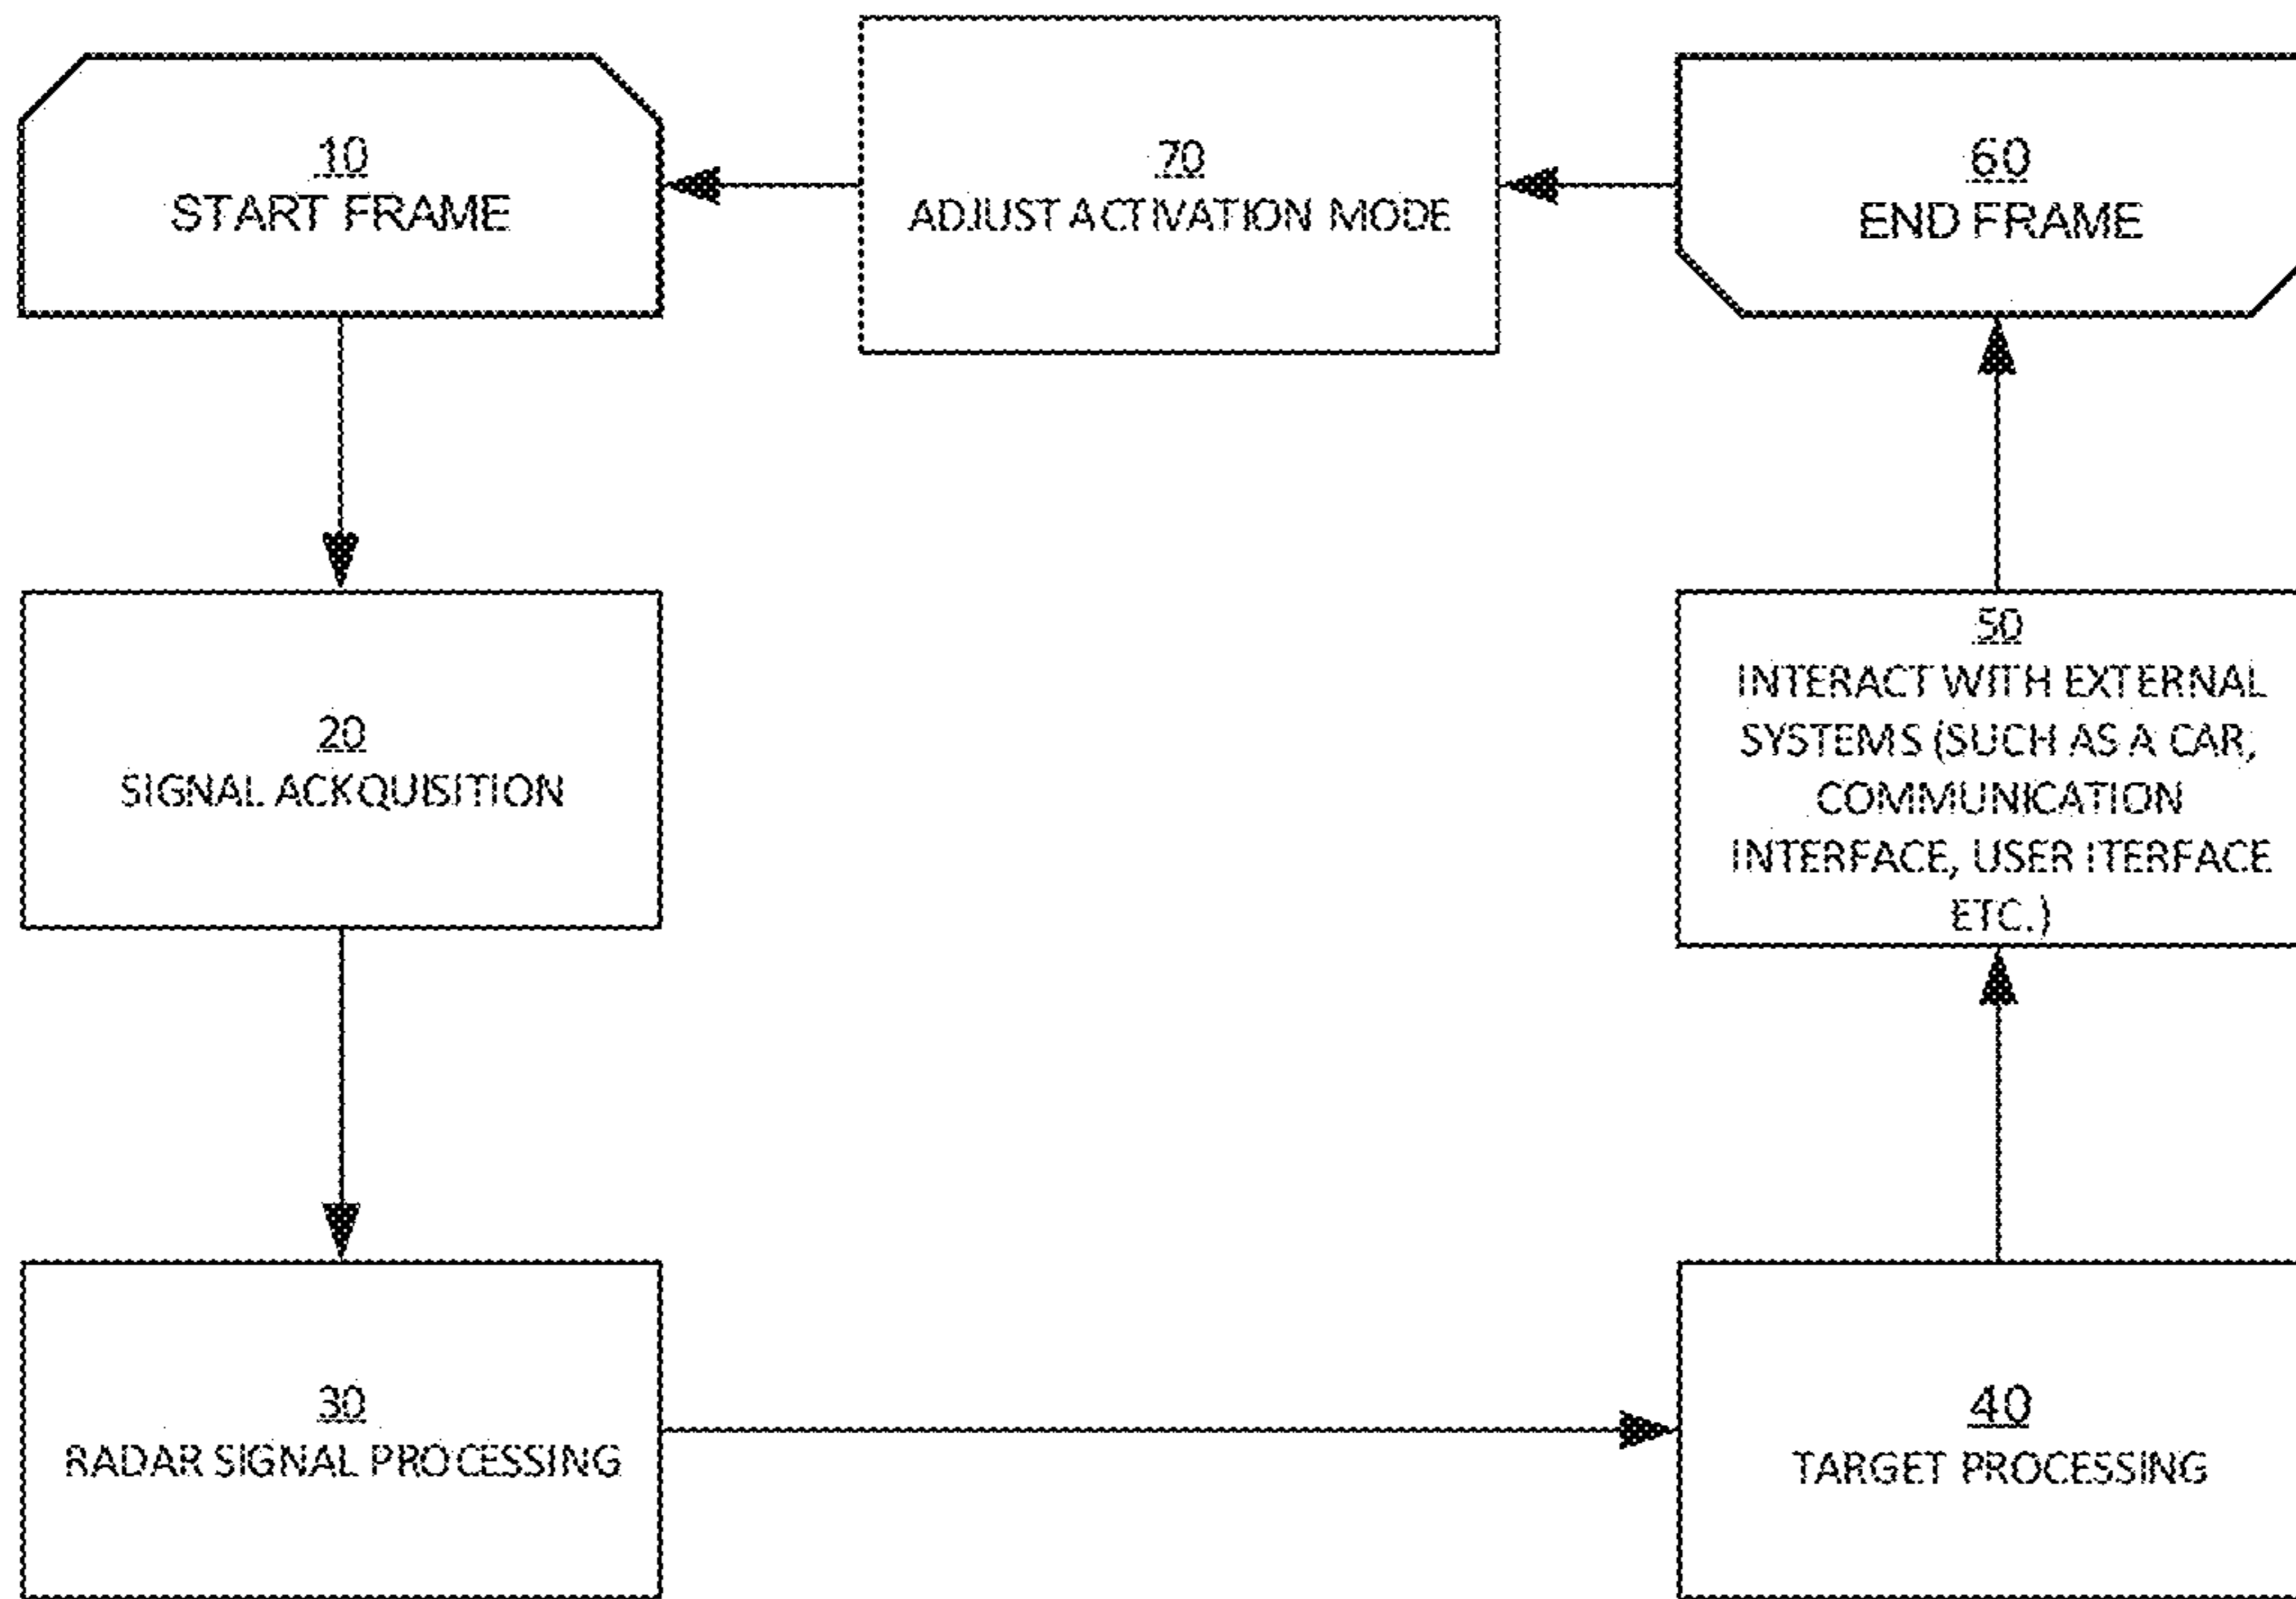 10
START FRAME
70
ADJUST ACTIVATION MODE
60
END FRAME
20
SIGNAL ACKQUISITION
50
INTERACT WITH EXTERNAL
SYSTEMS (SUCH AS A CAR,
COMMUNICATION
INTERFACE, USER ITERFACE
ETC.)
30
RADAR SIGNAL PROCESSING
40
TARGET PROCESSING